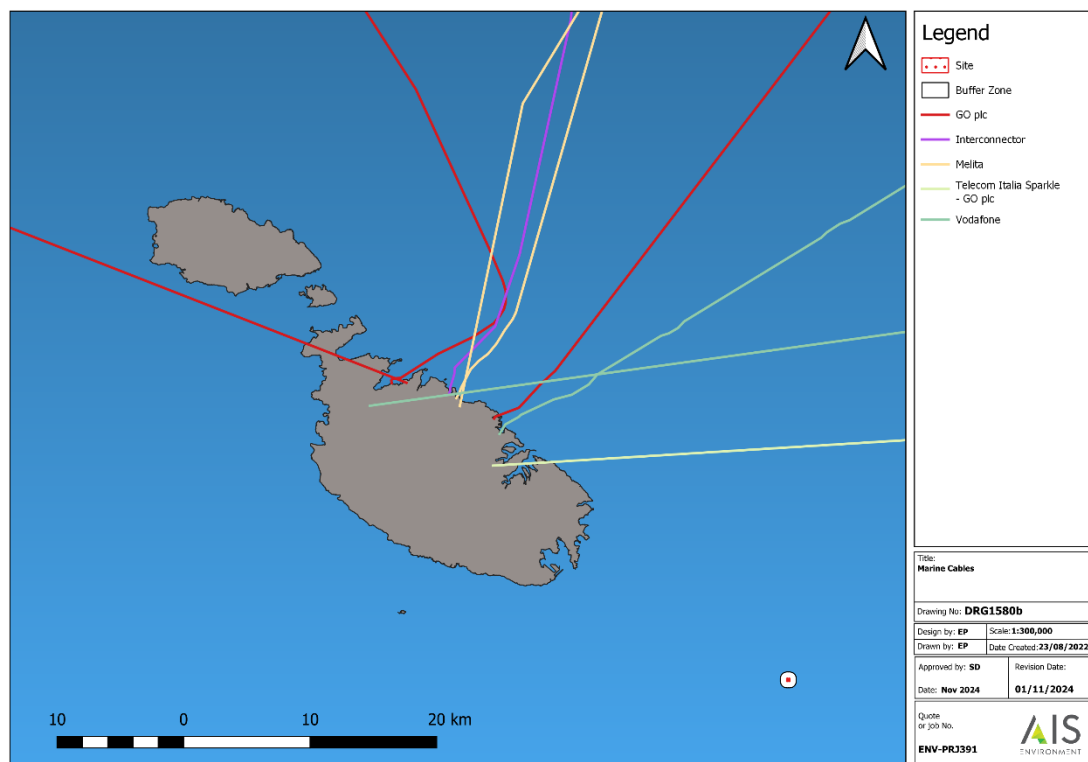 Legend
Site
Buffer Zone
GO plc
Interconnector
Melita
Telecom Italia Sparkle
- GO plc
Vodafone
10 0 10 20 km
Title:
Marine Cables
Drawing No: DRG1580b
Design by: EP Scale: 1:300,000
Drawn by: EP Date Created: 23/08/2022
Approved by: SD Revision Date:
Date: Nov 2024 01/11/2024
Quote
or job No.
ENV-PRJ391
AIS
ENVIRONMENT